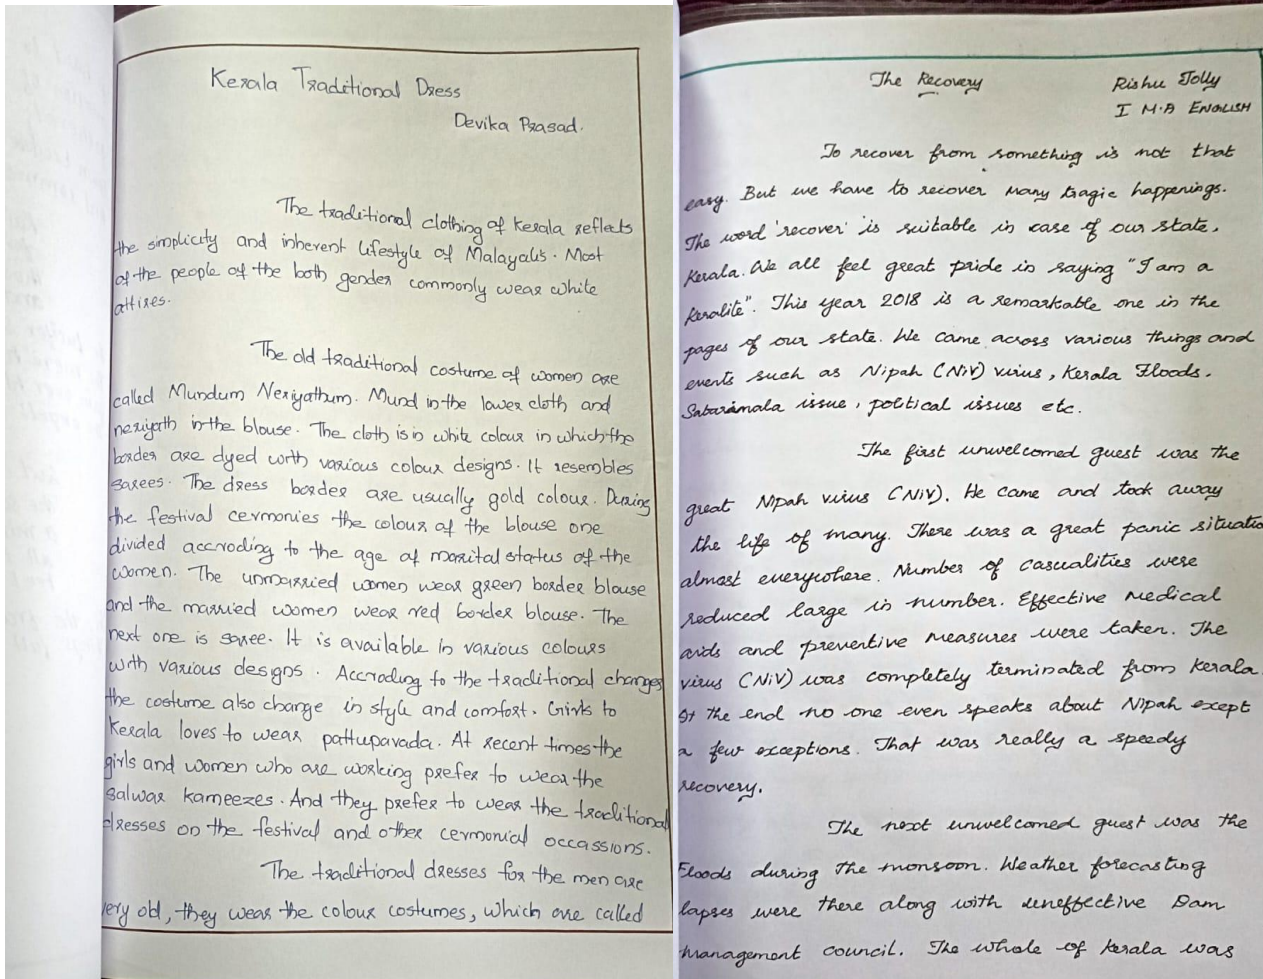 Kerala Traditional Dress
Devika Prasad.
The traditional clothing of Kerala reflects
the simplicity and inherent lifestyle of Malayalis. Most
of the people of the both gender commonly wear white
attires.
The old traditional costume of women are
called Mundum Neriyathum. Mund in the lower cloth and
neriyath in the blouse. The cloth is in white colour in which the
border are dyed with various colour designs. It resembles
sarees. The dress border are usually gold colour. During
the festival cermonies the colour of the blouse one
divided accroding to the age of marital status of the
women. The unmarried women wear green border blouse
and the married women wear red border blouse. The
next one is saree. It is available in various colours
with various designs. Accroding to the traditional changes
the costume also change in style and comfort. Girls to
Kerala loves to wear pattupavada. At recent times the
girls and women who are working prefer to wear the
salwar kameezes. And they prefer to wear the traditional
dresses on the festival and other cermonial occassions.
The traditional dresses for the men are
very old, they wear the colour costumes, which are called
The Recovery
Rishu Jolly
I M.A ENGLISH
To recover from something is not that
easy. But we have to recover many tragic happenings.
The word 'recover' is suitable in case of our state,
Kerala. We all feel great pride in saying "I am a
Keralite". This year 2018 is a remarkable one in the
pages of our state. We came across various things and
events such as Nipah (NiV) virus, Kerala Floods,
Sabarimala issue, political issues etc.
The first unwelcomed guest was the
great Nipah virus (NiV). He came and took away
the life of many. There was a great panic situatio
almost everywhere. Number of casualities were
reduced large in number. Effective medical
aids and preventive measures were taken. The
virus (NiV) was completely terminated from Kerala
At the end no one even speaks about Nipah except
a few exceptions. That was really a speedy
recovery.
The next unwelcomed guest was the
Floods during the monsoon. Weather forecasting
lapses were there along with uneffective Dam
management council. The whole of Kerala was